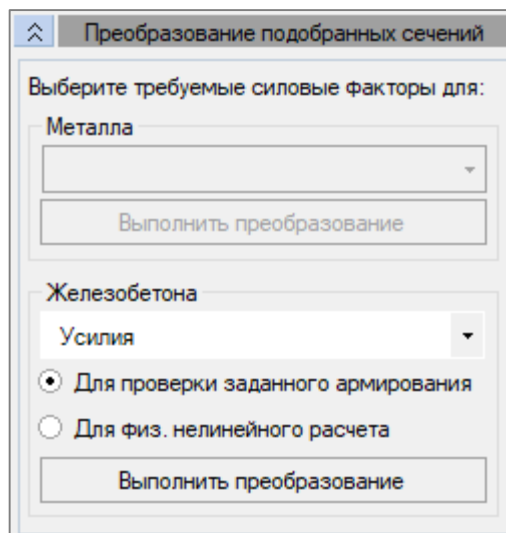 Преобразование подобранных сечений
Выберите требуемые силовые факторы для:
Металла
Выполнить преобразование
Железобетона
Усилия
Для проверки заданного армирования
Для физ. нелинейного расчета
Выполнить преобразование